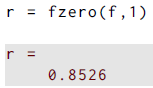 r = fzero(f,1)
r =
0.8526